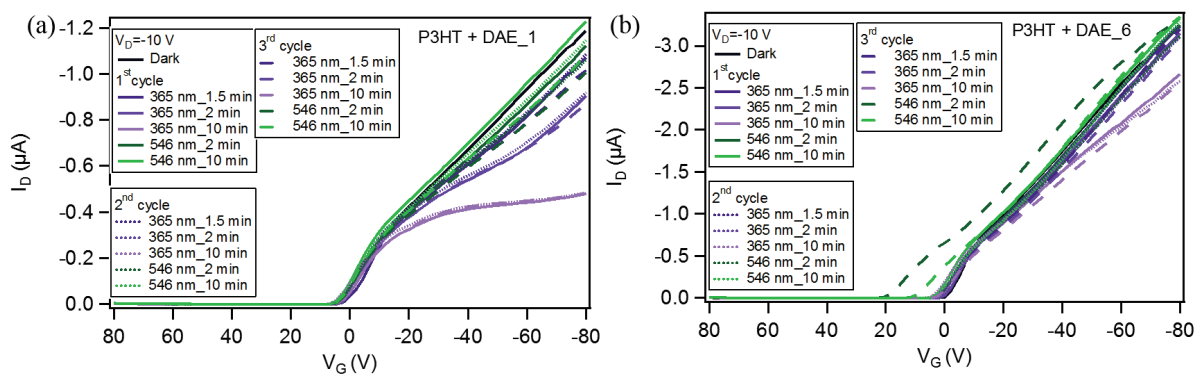 (a)
P3HT + DAE_1
V_D=-10 V
Dark
1st cycle
365 nm_1.5 min
365 nm_2 min
365 nm_10 min
546 nm_2 min
546 nm_10 min
3rd cycle
365 nm_1.5 min
365 nm_2 min
365 nm_10 min
546 nm_2 min
546 nm_10 min
2nd cycle
365 nm_1.5 min
365 nm_2 min
365 nm_10 min
546 nm_2 min
546 nm_10 min
-1.2
-1.0
-0.8
-0.6
-0.4
-0.2
0.0
I_D (µA)
80 60 40 20 0 -20 -40 -60 -80
V_G (V)
(b)
P3HT + DAE_6
V_D=-10 V
Dark
1st cycle
365 nm_1.5 min
365 nm_2 min
365 nm_10 min
546 nm_2 min
546 nm_10 min
3rd cycle
365 nm_1.5 min
365 nm_2 min
365 nm_10 min
546 nm_2 min
546 nm_10 min
2nd cycle
365 nm_1.5 min
365 nm_2 min
365 nm_10 min
546 nm_2 min
546 nm_10 min
-3.0
-2.5
-2.0
-1.5
-1.0
-0.5
0.0
I_D (µA)
80 60 40 20 0 -20 -40 -60 -80
V_G (V)